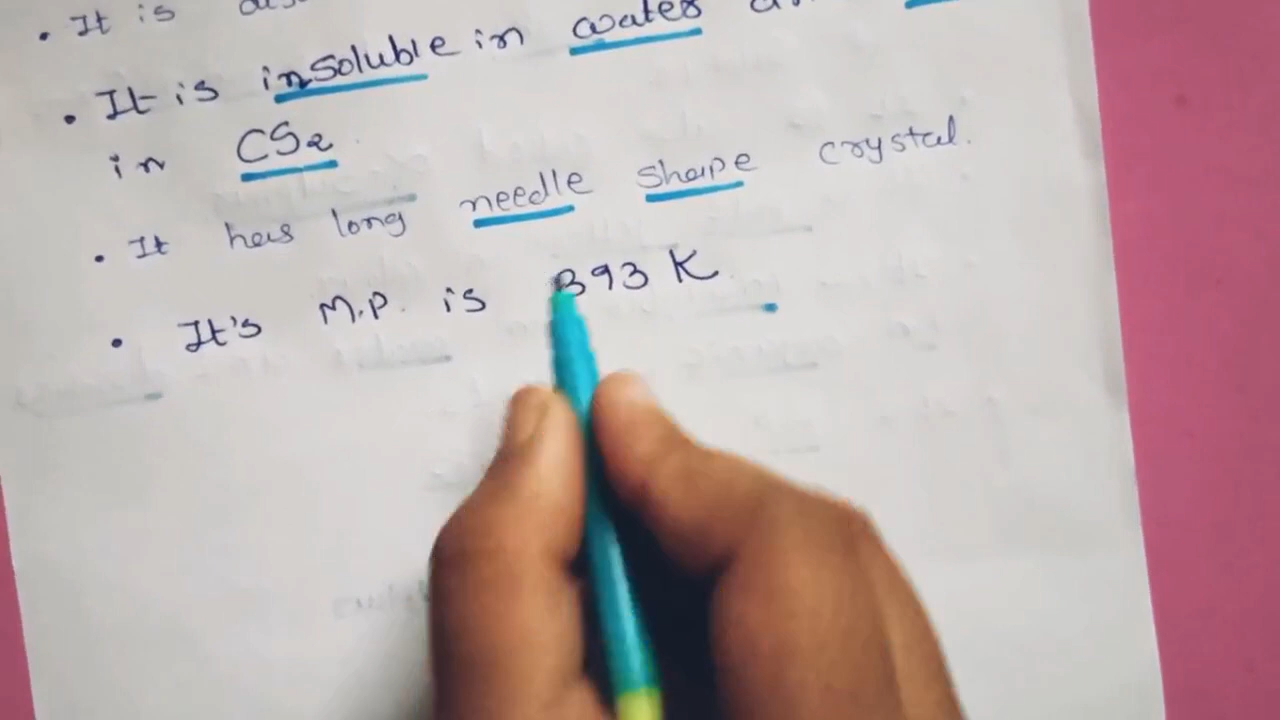 • It is
• It is insoluble in water
in CS2
• It has long needle shape crystal.
• It's M.P. is 393 K